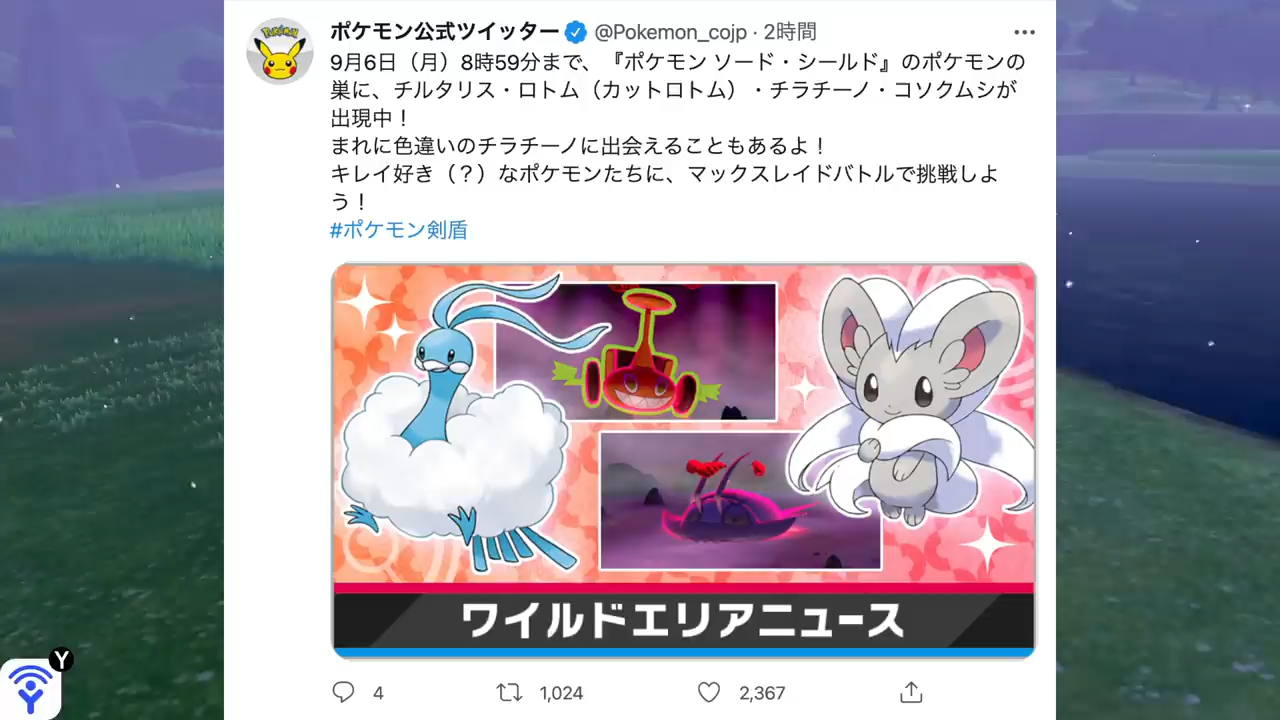 ポケモン公式ツイッター @Pokemon_cojp · 2時間
9月6日（月）8時59分まで、『ポケモン ソード・シールド』のポケモンの
巣に、チルタリス・ロトム（カットロトム）・チラチーノ・コソクムシが
出現中！
まれに色違いのチラチーノに出会えることもあるよ！
キレイ好き（？）なポケモンたちに、マックスレイドバトルで挑戦しよ
う！
#ポケモン剣盾
ワイルドエリアニュース
4 1,024 2,367
Y